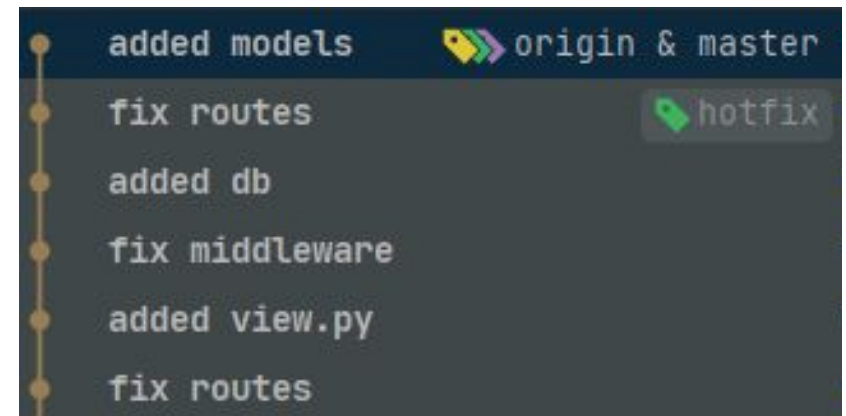 added models origin & master
fix routes hotfix
added db
fix middleware
added view.py
fix routes